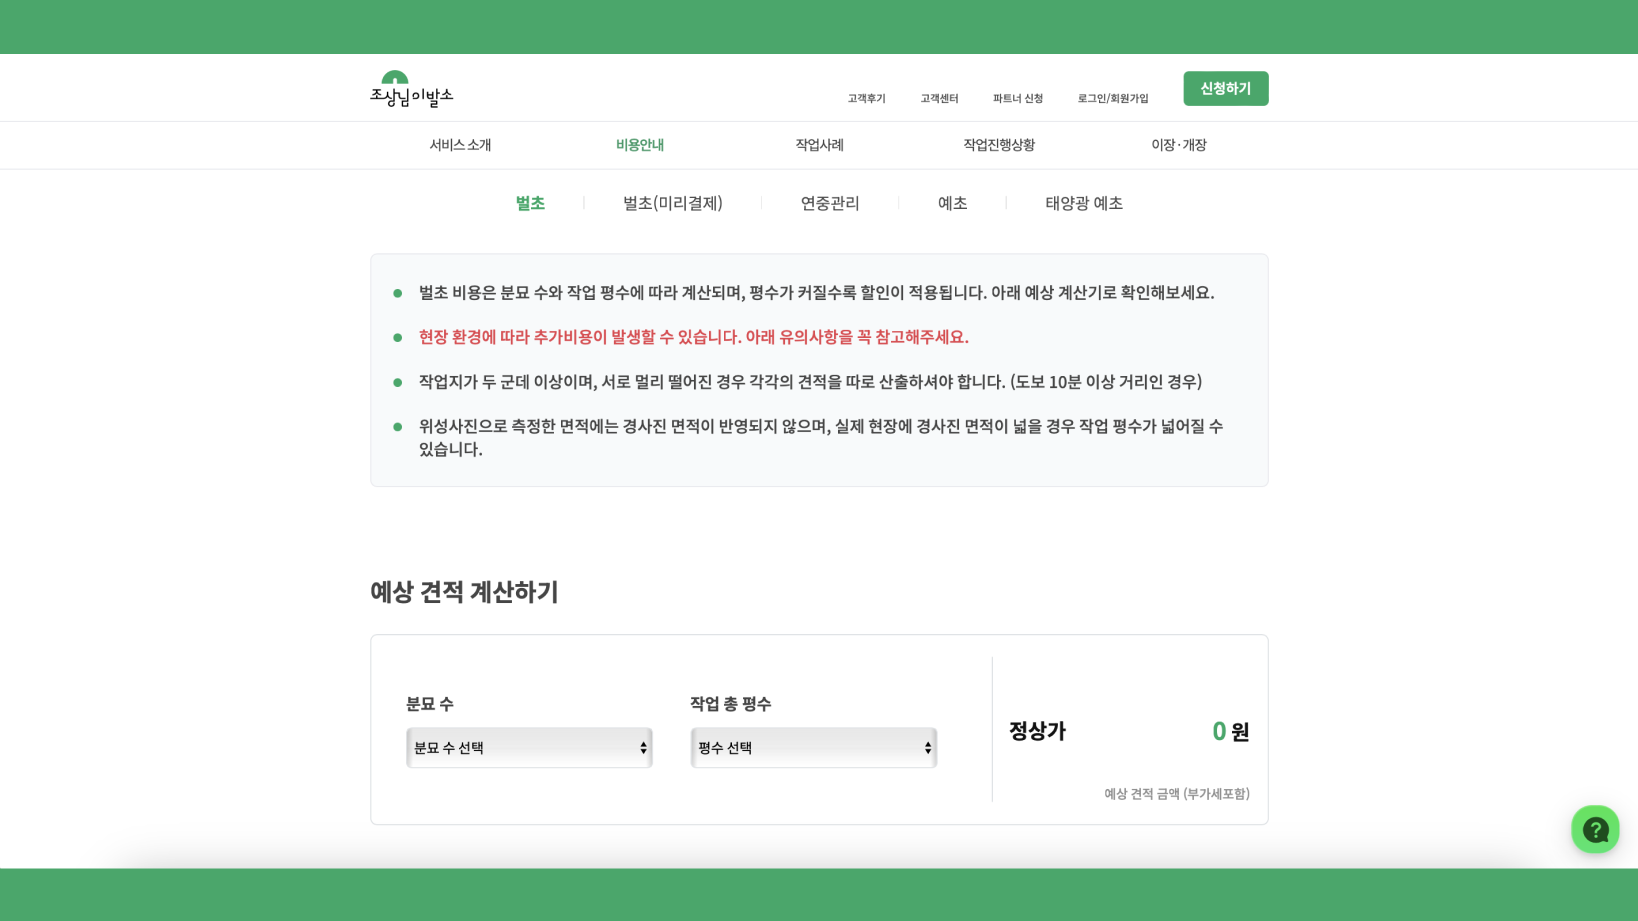 조상님이발소
고객후기
고객센터
파트너 신청
로그인/회원가입
신청하기
서비스 소개
비용안내
작업사례
작업진행상황
이장 · 개장
벌초
벌초(미리결제)
연중관리
예초
태양광 예초
벌초 비용은 분묘 수와 작업 평수에 따라 계산되며, 평수가 커질수록 할인이 적용됩니다. 아래 예상 계산기로 확인해보세요.
현장 환경에 따라 추가비용이 발생할 수 있습니다. 아래 유의사항을 꼭 참고해주세요.
작업지가 두 군데 이상이며, 서로 멀리 떨어진 경우 각각의 견적을 따로 산출하셔야 합니다. (도보 10분 이상 거리인 경우)
위성사진으로 측정한 면적에는 경사진 면적이 반영되지 않으며, 실제 현장에 경사진 면적이 넓을 경우 작업 평수가 넓어질 수
있습니다.
예상 견적 계산하기
분묘 수
분묘 수 선택
작업 총 평수
평수 선택
정상가
0 원
예상 견적 금액 (부가세포함)